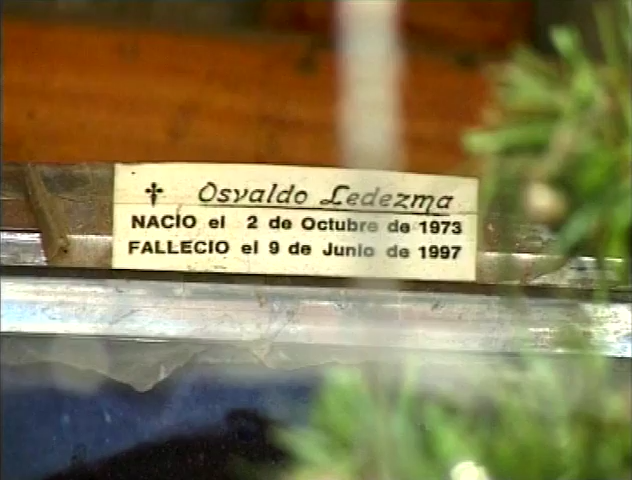 ✝ Osvaldo Ledezma
NACIO el 2 de Octubre de 1973
FALLECIO el 9 de Junio de 1997